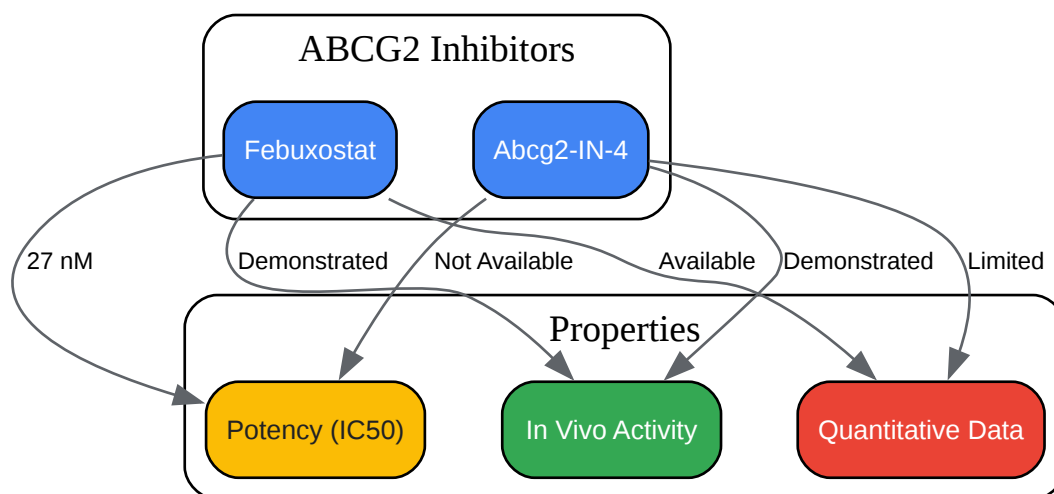 ABCG2 Inhibitors
Febuxostat
Abcg2-IN-4
27 nM
Demonstrated
Not Available
Available
Demonstrated
Limited
Properties
Potency (IC50)
In Vivo Activity
Quantitative Data